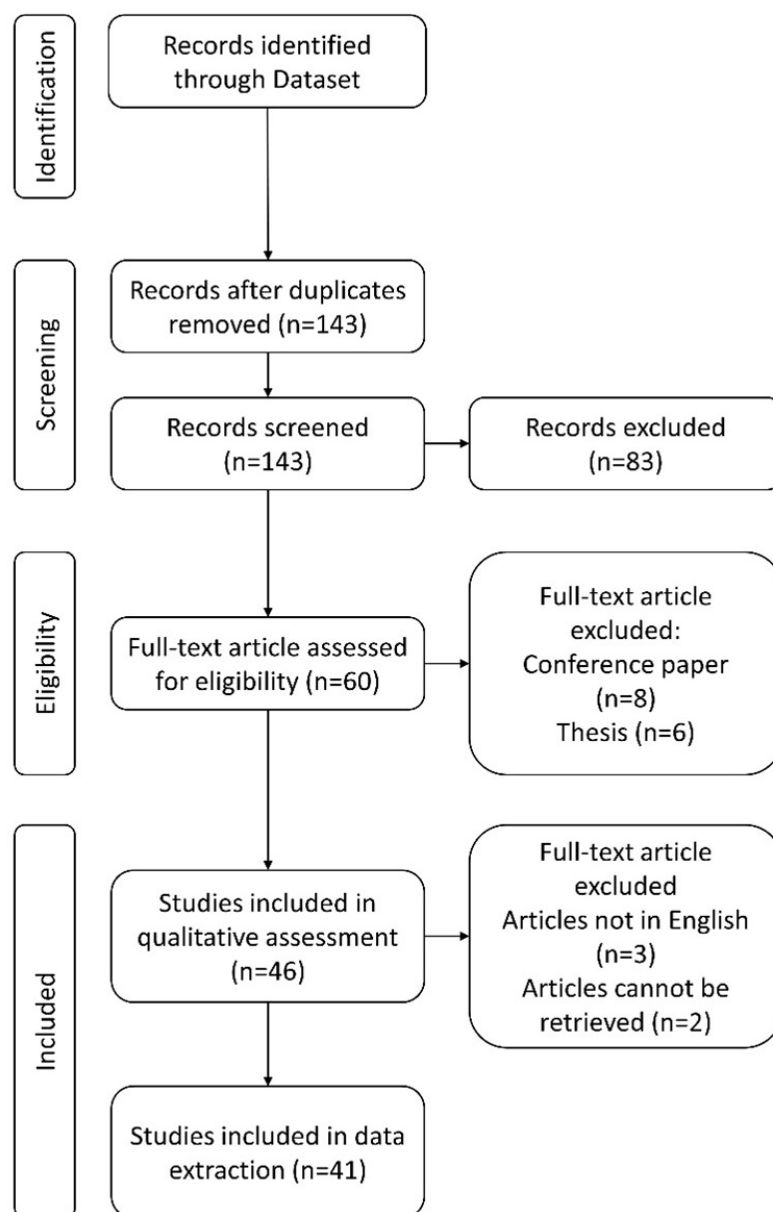 Identification
Records identified
through Dataset
Screening
Records after duplicates
removed (n=143)
Records screened
(n=143)
Records excluded
(n=83)
Eligibility
Full-text article assessed
for eligibility (n=60)
Full-text article
excluded:
Conference paper
(n=8)
Thesis (n=6)
Included
Studies included in
qualitative assessment
(n=46)
Full-text article
excluded
Articles not in English
(n=3)
Articles cannot be
retrieved (n=2)
Studies included in data
extraction (n=41)